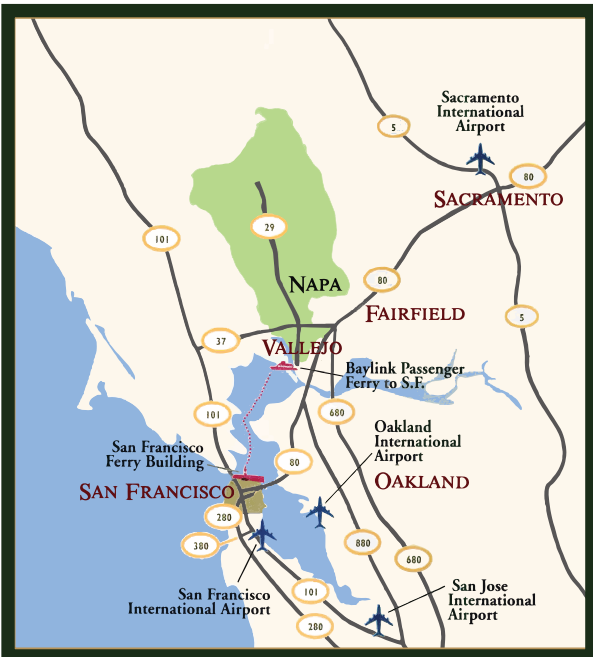 Sacramento
International
Airport
5
80
SACRAMENTO
29
101
80
NAPA
FAIRFIELD
5
37
VALLEJO
Baylink Passenger
Ferry to S.F.
101
680
Oakland
International
Airport
San Francisco
Ferry Building
80
OAKLAND
SAN FRANCISCO
280
380
880
680
San Francisco
International Airport
101
San Jose
International
Airport
280